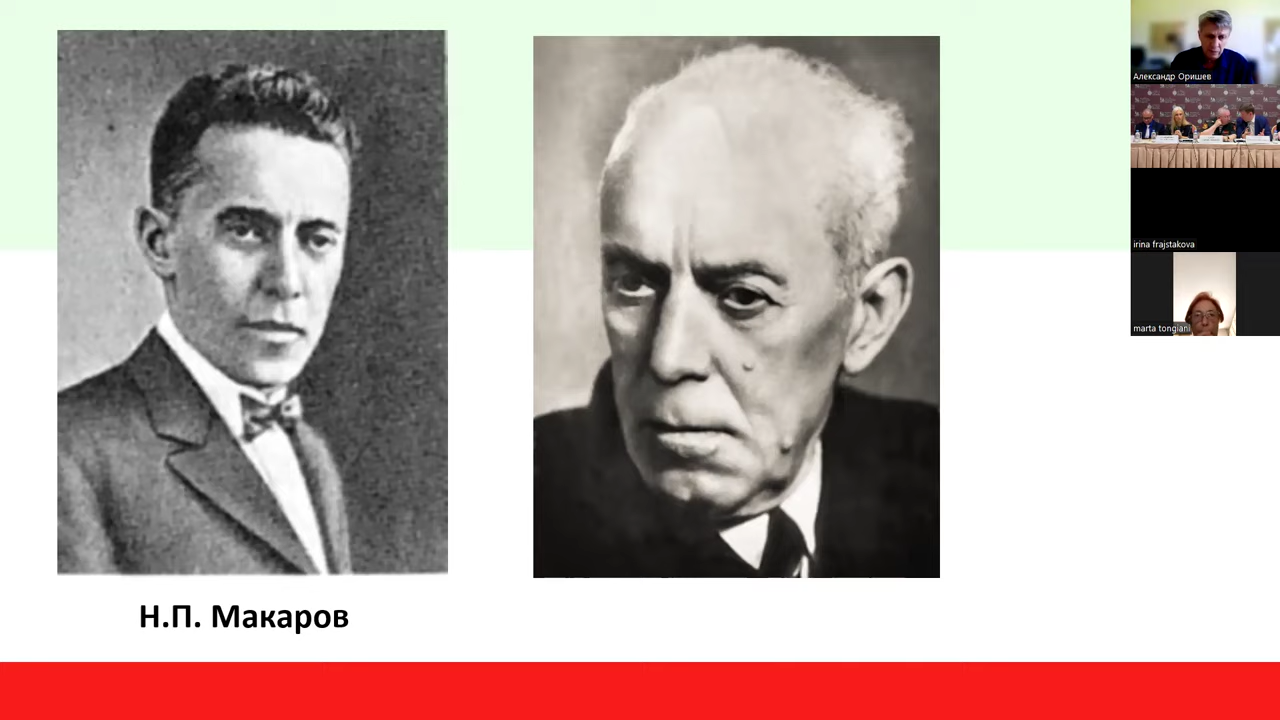 Н.П. Макаров
Александр Оришев
irina frajstakova
marta tongiani